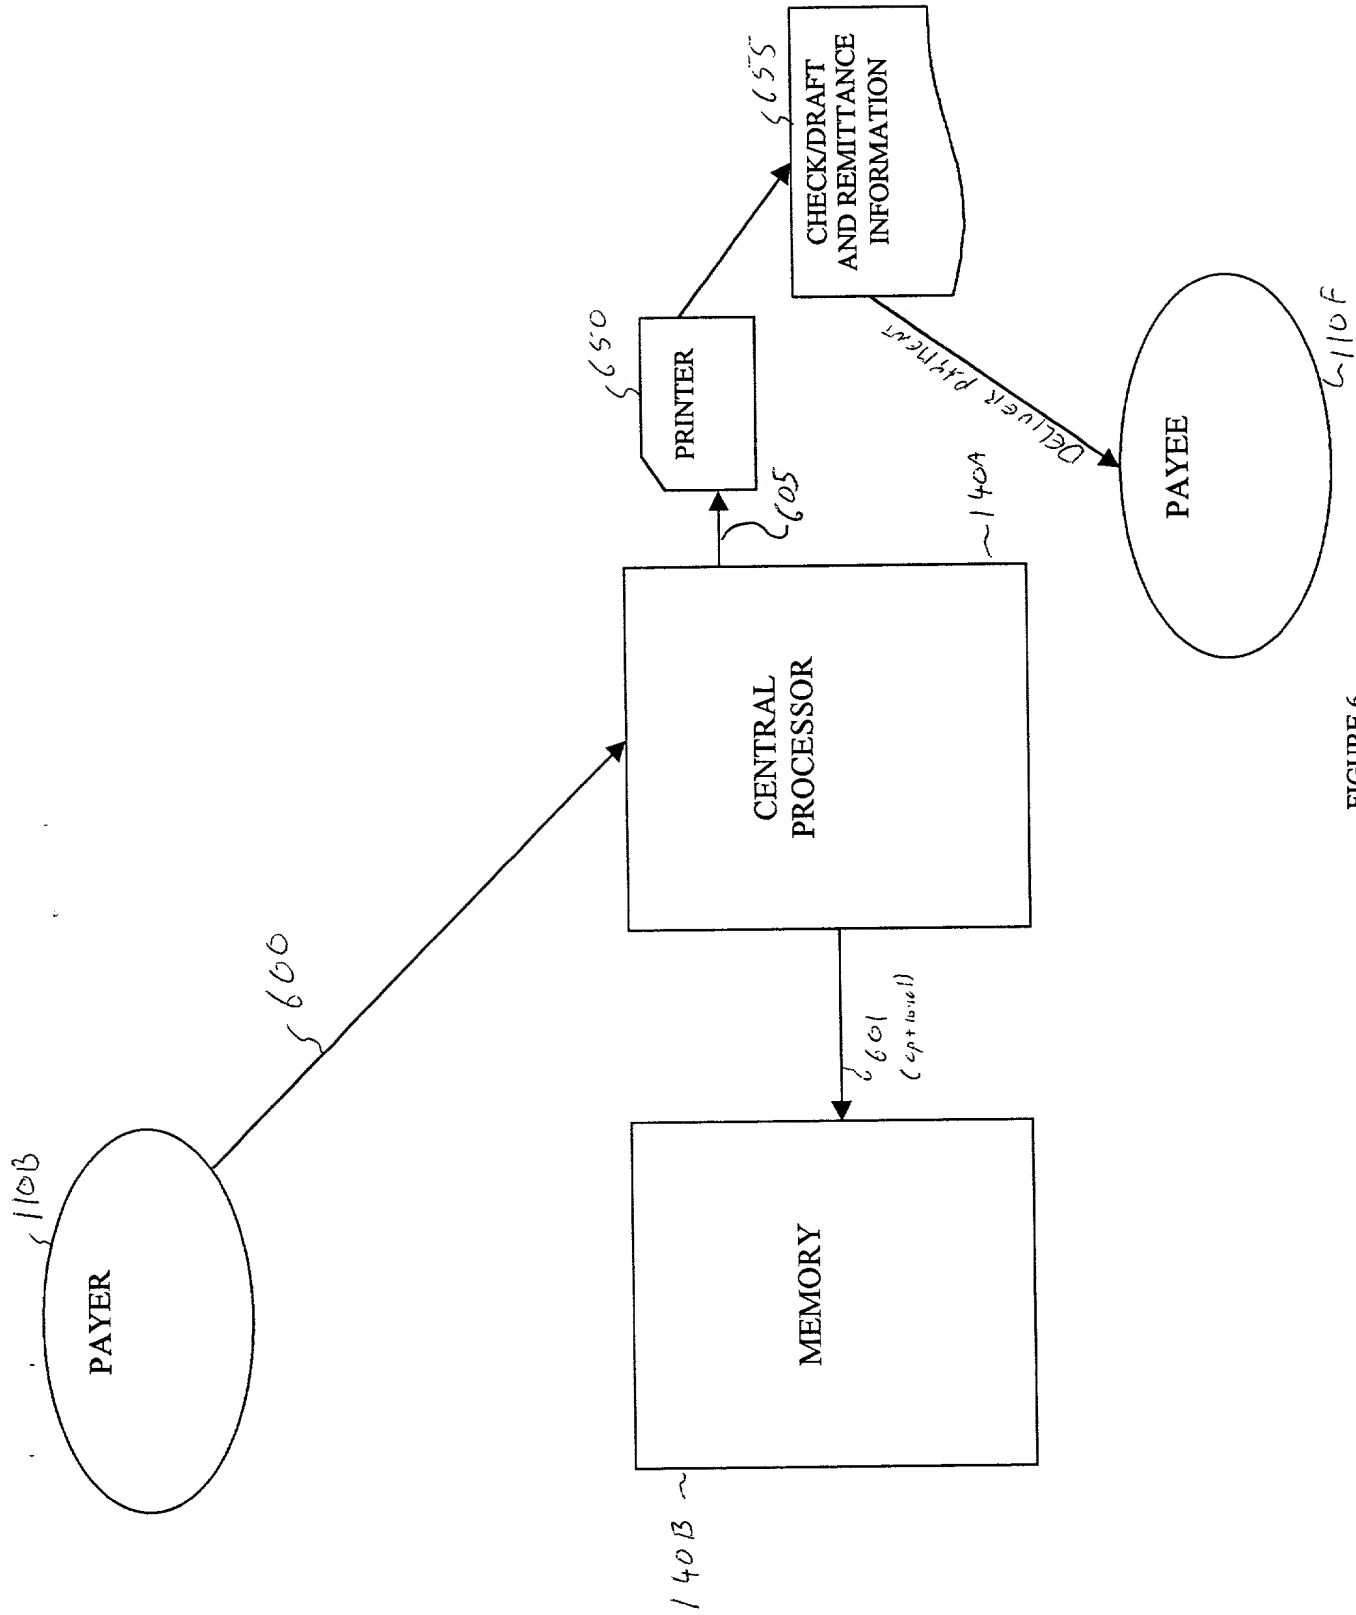 110B
PAYER
600
140B
MEMORY
601
(optional)
CENTRAL
PROCESSOR
140A
605
650
PRINTER
655
CHECK/DRAFT
AND REMITTANCE
INFORMATION
DELIVER PAYMENT
PAYEE
110F
FIGURE 6